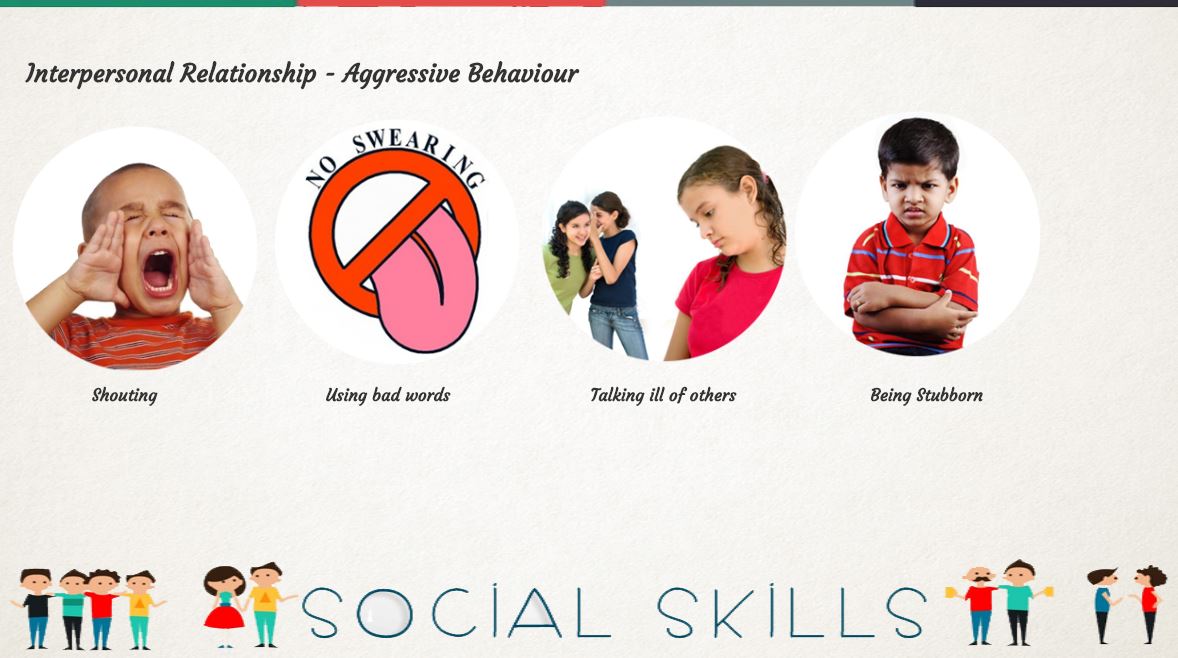 Interpersonal Relationship - Aggressive Behaviour
NO SWEARING
Shouting
Using bad words
Talking ill of others
Being Stubborn
SOCIAL SKILLS